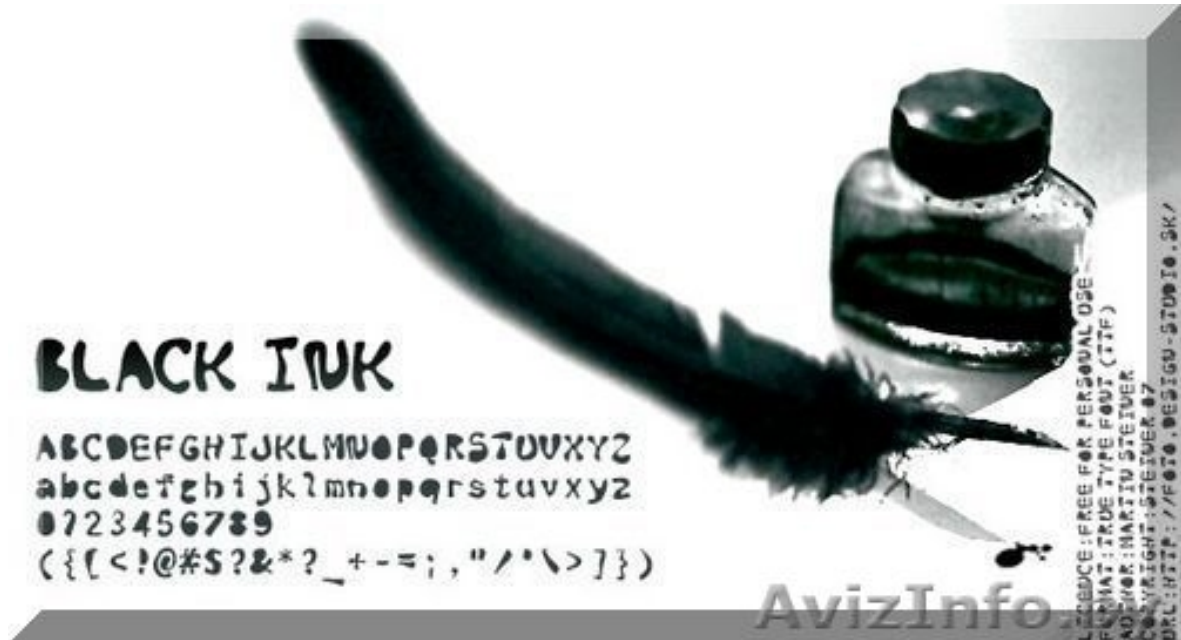 BLACK INK
ABCDEFGHIJKLMNOPQRSTUVXYZ
abcdefghijklmnopqrstuvxyz
0123456789
({[<!@#$?&*?_+-=;,"/'\>]})
LICENCE:FREE FOR PERSONAL USE
FORMAT:TRUE TYPE FONT (TTF)
AUTHOR:MARTIN STEINER
COPYRIGHT:STEINER 07
URL:HTTP://FOTO.DESIGN-STUDIO.SK/
AvizInfo.